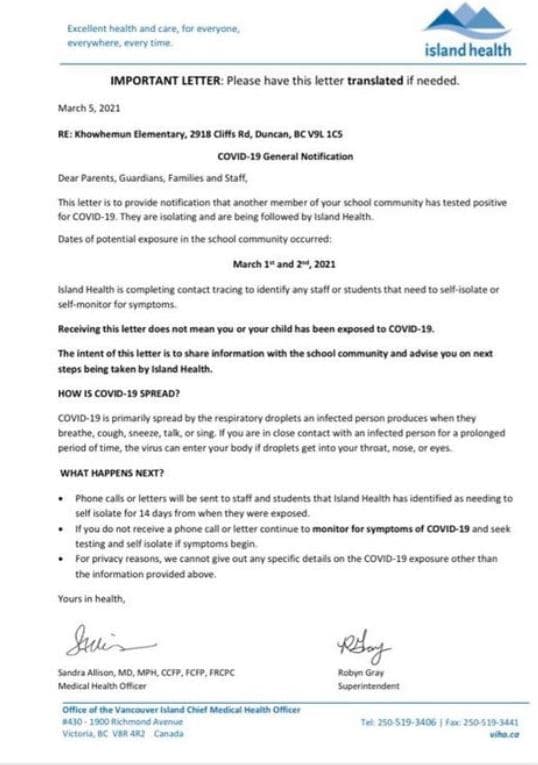 Excellent health and care, for everyone,
everywhere, every time.
island health
IMPORTANT LETTER: Please have this letter translated if needed.
March 5, 2021
RE: Khowhemun Elementary, 2918 Cliffs Rd, Duncan, BC V9L 1C5
COVID-19 General Notification
Dear Parents, Guardians, Families and Staff,
This letter is to provide notification that another member of your school community has tested positive
for COVID-19. They are isolating and are being followed by Island Health.
Dates of potential exposure in the school community occurred:
March 1st and 2nd, 2021
Island Health is completing contact tracing to identify any staff or students that need to self-isolate or
self-monitor for symptoms.
Receiving this letter does not mean you or your child has been exposed to COVID-19.
The intent of this letter is to share information with the school community and advise you on next
steps being taken by Island Health.
HOW IS COVID-19 SPREAD?
COVID-19 is primarily spread by the respiratory droplets an infected person produces when they
breathe, cough, sneeze, talk, or sing. If you are in close contact with an infected person for a prolonged
period of time, the virus can enter your body if droplets get into your throat, nose, or eyes.
WHAT HAPPENS NEXT?
• Phone calls or letters will be sent to staff and students that Island Health has identified as needing to
self isolate for 14 days from when they were exposed.
• If you do not receive a phone call or letter continue to monitor for symptoms of COVID-19 and seek
testing and self isolate if symptoms begin.
• For privacy reasons, we cannot give out any specific details on the COVID-19 exposure other than
the information provided above.
Yours in health,
RGray
Sandra Allison, MD, MPH, CCFP, FCFP, FRCPC
Medical Health Officer
Robyn Gray
Superintendent
Office of the Vancouver Island Chief Medical Health Officer
#430 - 1900 Richmond Avenue
Victoria, BC V8R 4R2 Canada
Tel: 250-519-3406 | Fax: 250-519-3441
viha.ca